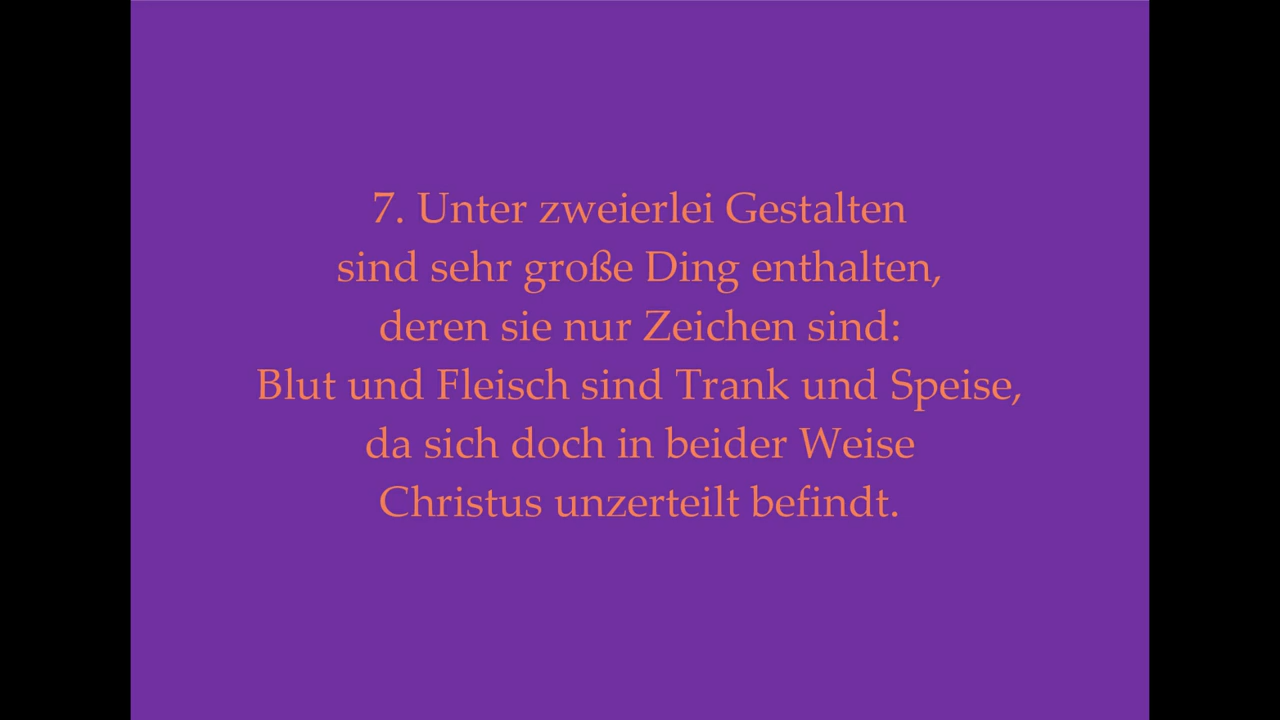 7. Unter zweierlei Gestalten
sind sehr große Ding enthalten,
deren sie nur Zeichen sind:
Blut und Fleisch sind Trank und Speise,
da sich doch in beider Weise
Christus unzerteilt befindt.